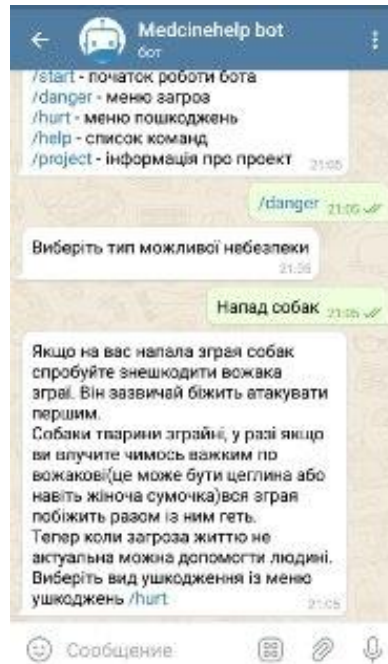 Medcinehelp bot
бот
/start - початок роботи бота
/danger - меню загроз
/hurt - меню пошкоджень
/help - список команд
/project - інформація про проект 21:05
/danger 21:05
Виберіть тип можливої небезпеки
21:05
Напад собак 21:05
Якщо на вас напала зграя собак
спробуйте знешкодити вожака
зграї. Він зазвичай біжить атакувати
першим.
Собаки тварини зграйні, у разі якщо
ви влучите чимось важким по
вожакові(це може бути цеглина або
навіть жіноча сумочка)вся зграя
побіжить разом із ним геть.
Тепер коли загроза життю не
актуальна можна допомогти людині.
Виберіть вид ушкодження із меню
ушкоджень /hurt 21:05
Сообщение